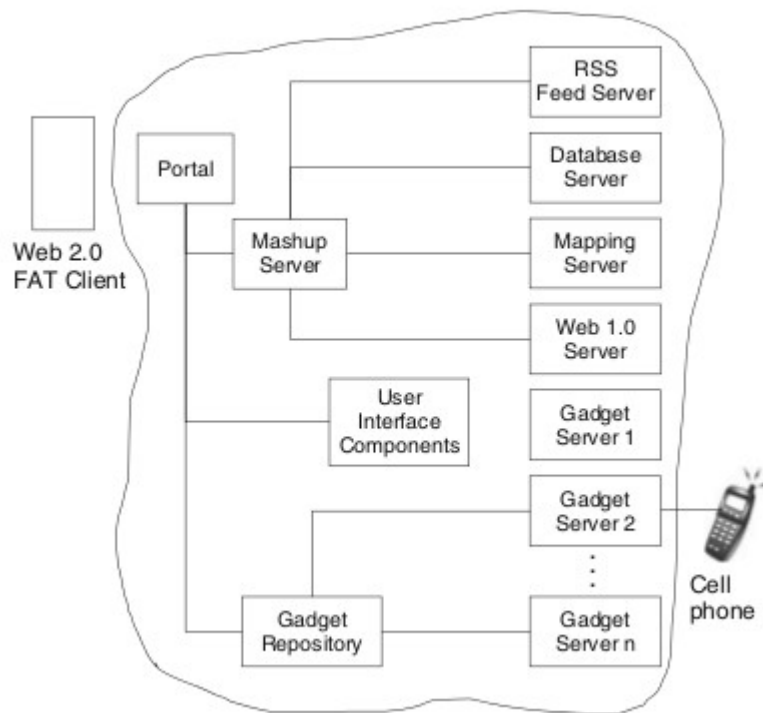 RSS
Feed Server
Portal
Database
Server
Web 2.0
FAT Client
Mashup
Server
Mapping
Server
Web 1.0
Server
User
Interface
Components
Gadget
Server 1
Gadget
Server 2
Cell
phone
Gadget
Repository
Gadget
Server n